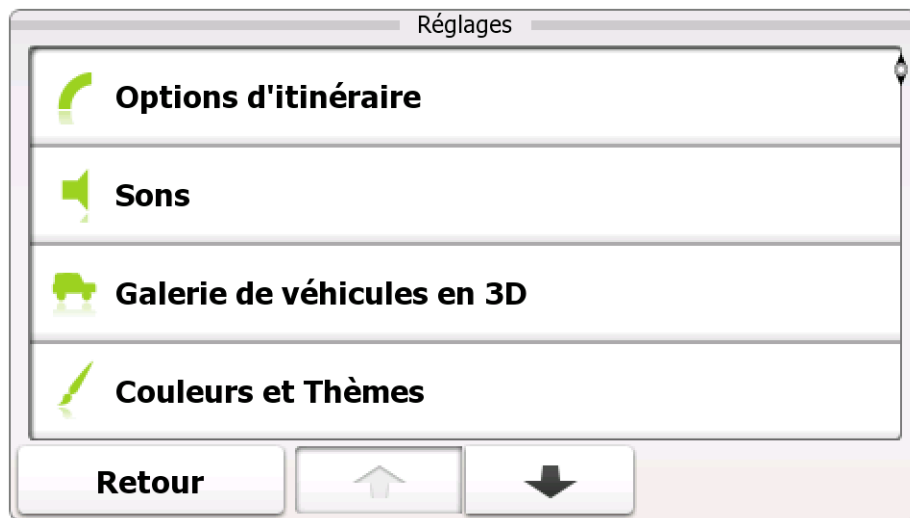 Réglages
Options d'itinéraire
Sons
Galerie de véhicules en 3D
Couleurs et Thèmes
Retour